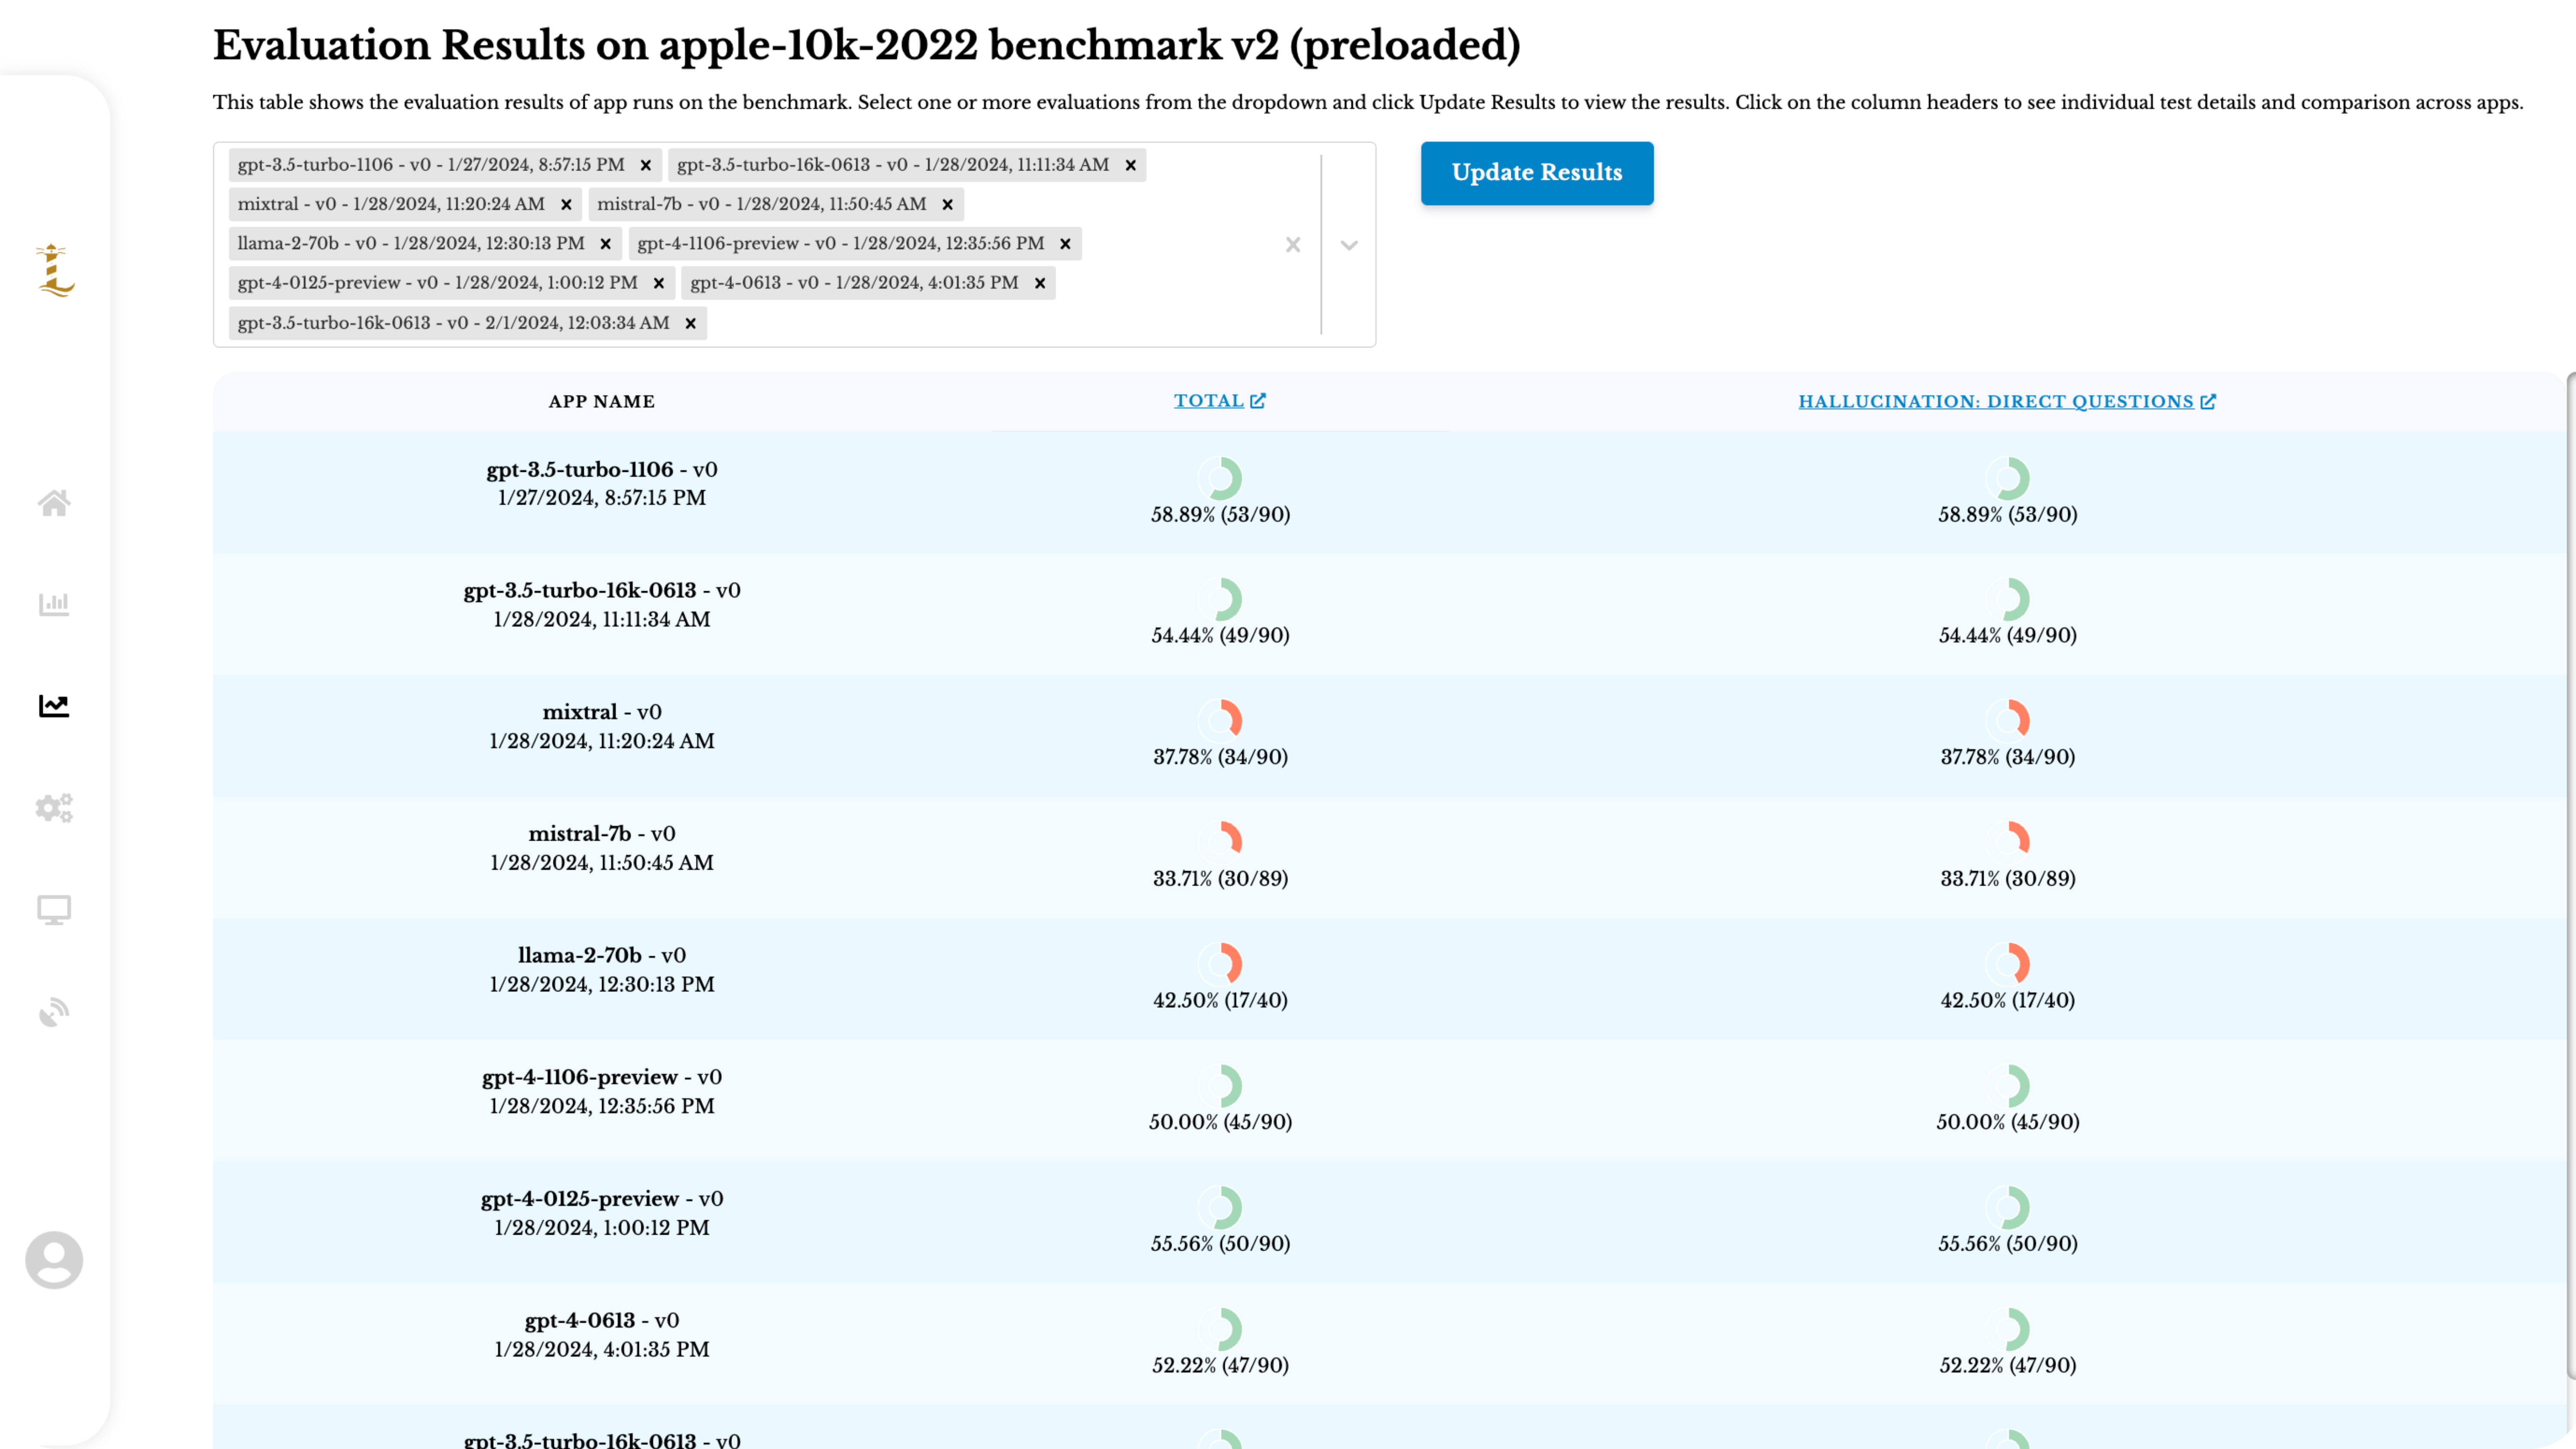 Evaluation Results on apple-10k-2022 benchmark v2 (preloaded)
This table shows the evaluation results of app runs on the benchmark. Select one or more evaluations from the dropdown and click Update Results to view the results. Click on the column headers to see individual test details and comparison across apps.
gpt-3.5-turbo-1106 - v0 - 1/27/2024, 8:57:15 PM gpt-3.5-turbo-16k-0613 - v0 - 1/28/2024, 11:11:34 AM
mixtral - v0 - 1/28/2024, 11:20:24 AM mistral-7b - v0 - 1/28/2024, 11:50:45 AM
llama-2-70b - v0 - 1/28/2024, 12:30:13 PM gpt-4-1106-preview - v0 - 1/28/2024, 12:35:56 PM
gpt-4-0125-preview - v0 - 1/28/2024, 1:00:12 PM gpt-4-0613 - v0 - 1/28/2024, 4:01:35 PM
gpt-3.5-turbo-16k-0613 - v0 - 2/1/2024, 12:03:34 AM
Update Results
APP NAME TOTAL HALLUCINATION: DIRECT QUESTIONS
gpt-3.5-turbo-1106 - v0
1/27/2024, 8:57:15 PM
58.89% (53/90) 58.89% (53/90)
gpt-3.5-turbo-16k-0613 - v0
1/28/2024, 11:11:34 AM
54.44% (49/90) 54.44% (49/90)
mixtral - v0
1/28/2024, 11:20:24 AM
37.78% (34/90) 37.78% (34/90)
mistral-7b - v0
1/28/2024, 11:50:45 AM
33.71% (30/89) 33.71% (30/89)
llama-2-70b - v0
1/28/2024, 12:30:13 PM
42.50% (17/40) 42.50% (17/40)
gpt-4-1106-preview - v0
1/28/2024, 12:35:56 PM
50.00% (45/90) 50.00% (45/90)
gpt-4-0125-preview - v0
1/28/2024, 1:00:12 PM
55.56% (50/90) 55.56% (50/90)
gpt-4-0613 - v0
1/28/2024, 4:01:35 PM
52.22% (47/90) 52.22% (47/90)
gpt-3.5-turbo-16k-0613 - v0